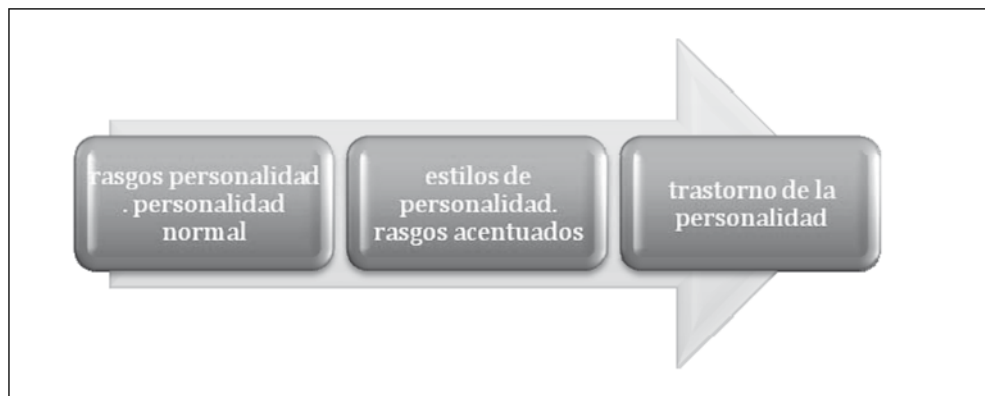 rasgos personalidad
. personalidad
normal
estilos de
personalidad.
rasgos acentuados
trastorno de la
personalidad